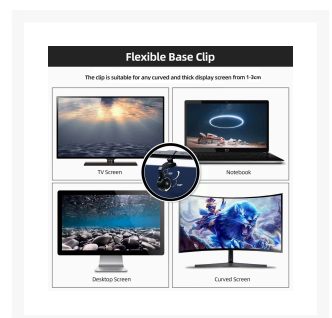 Flexible Base Clip
The clip is suitable for any curved and thick display screen from 1-3cm
TV Screen
Notebook
Desktop Screen
Curved Screen